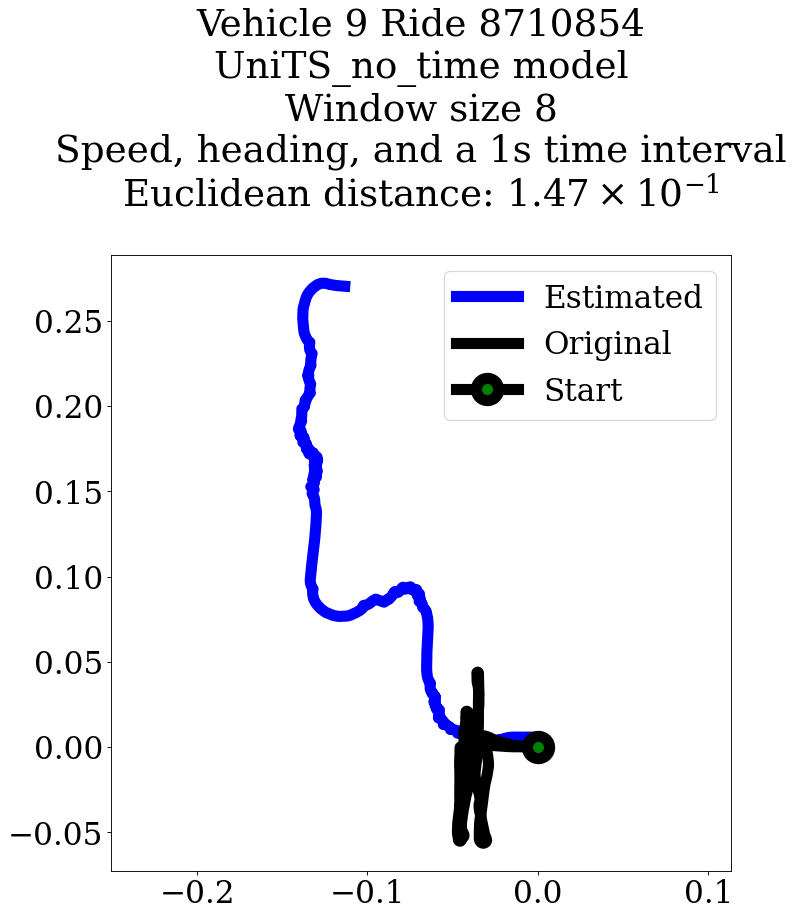 Vehicle 9 Ride 8710854
UniTS_no_time model
Window size 8
Speed, heading, and a 1s time interval
Euclidean distance: 1.47 × 10⁻¹
Estimated
Original
Start
0.25
0.20
0.15
0.10
0.05
0.00
−0.05
−0.2
−0.1
0.0
0.1